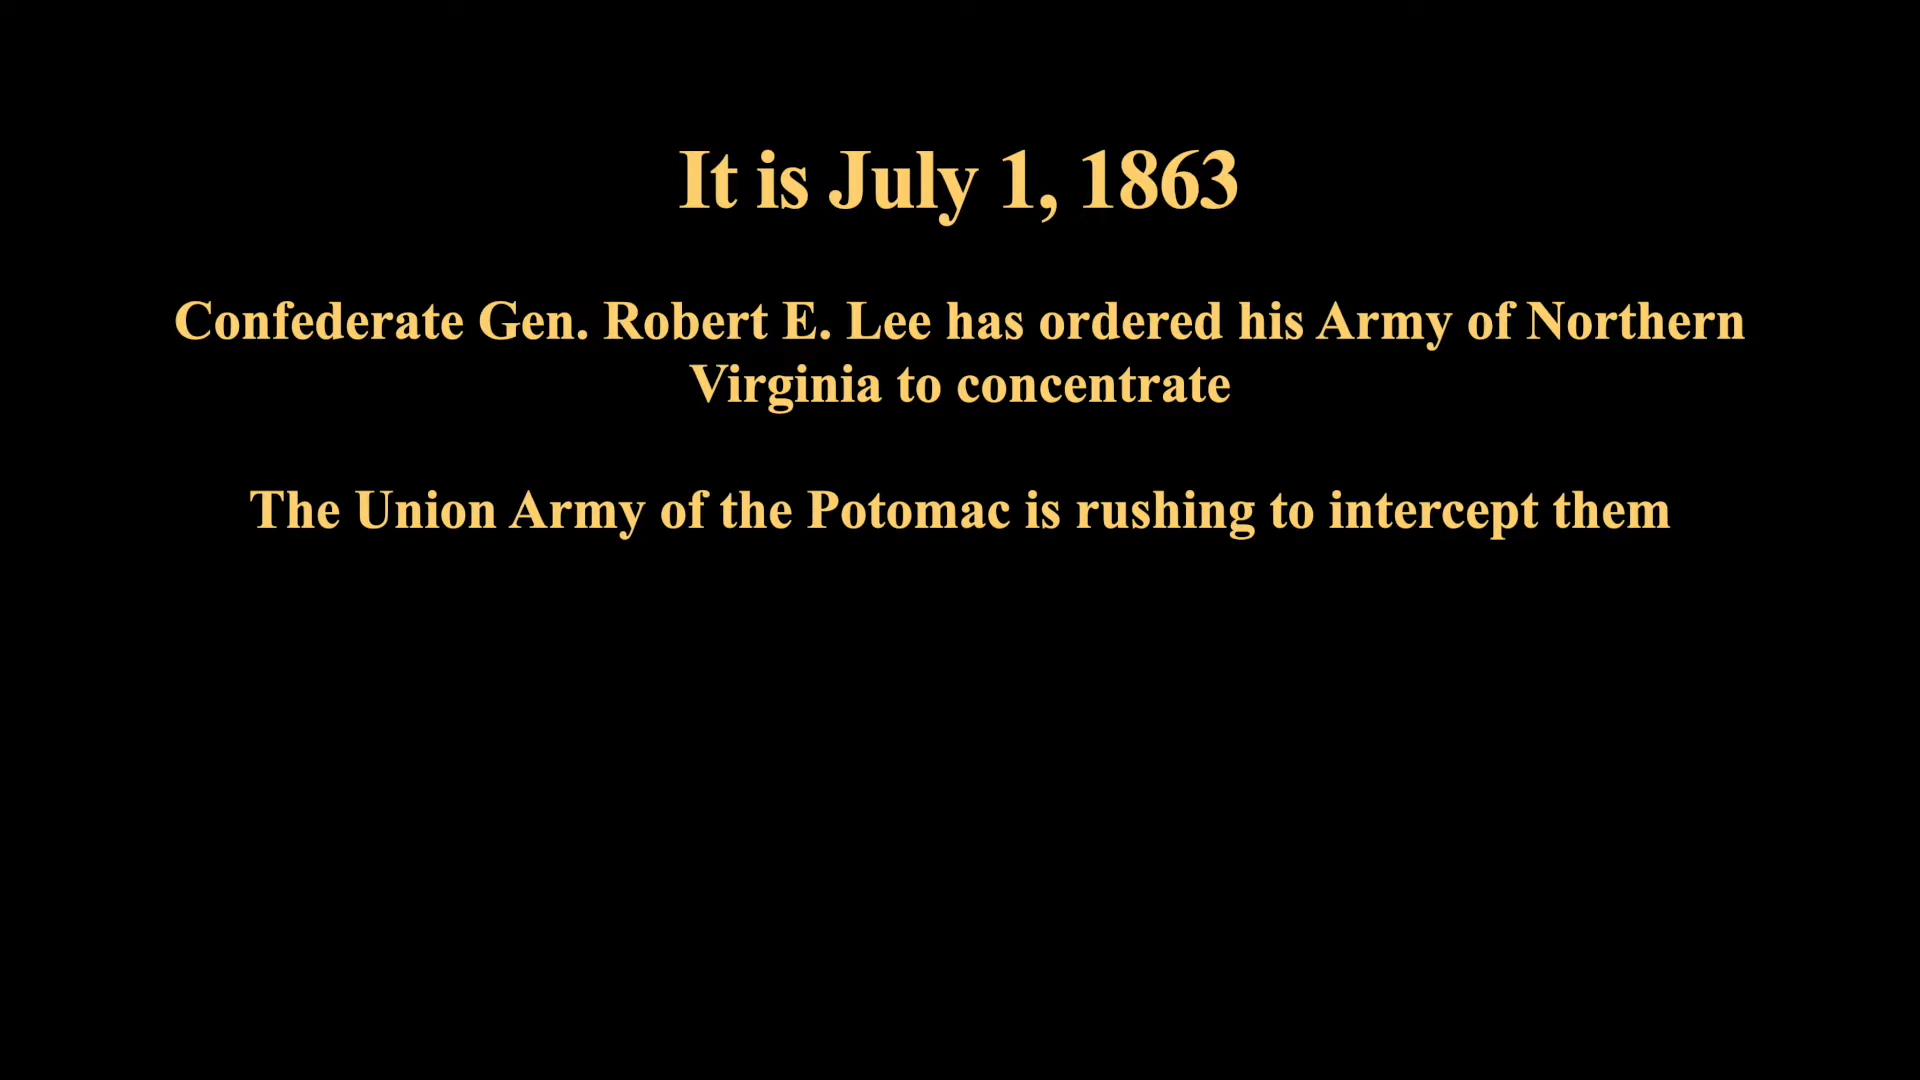 It is July 1, 1863
Confederate Gen. Robert E. Lee has ordered his Army of Northern
Virginia to concentrate
The Union Army of the Potomac is rushing to intercept them